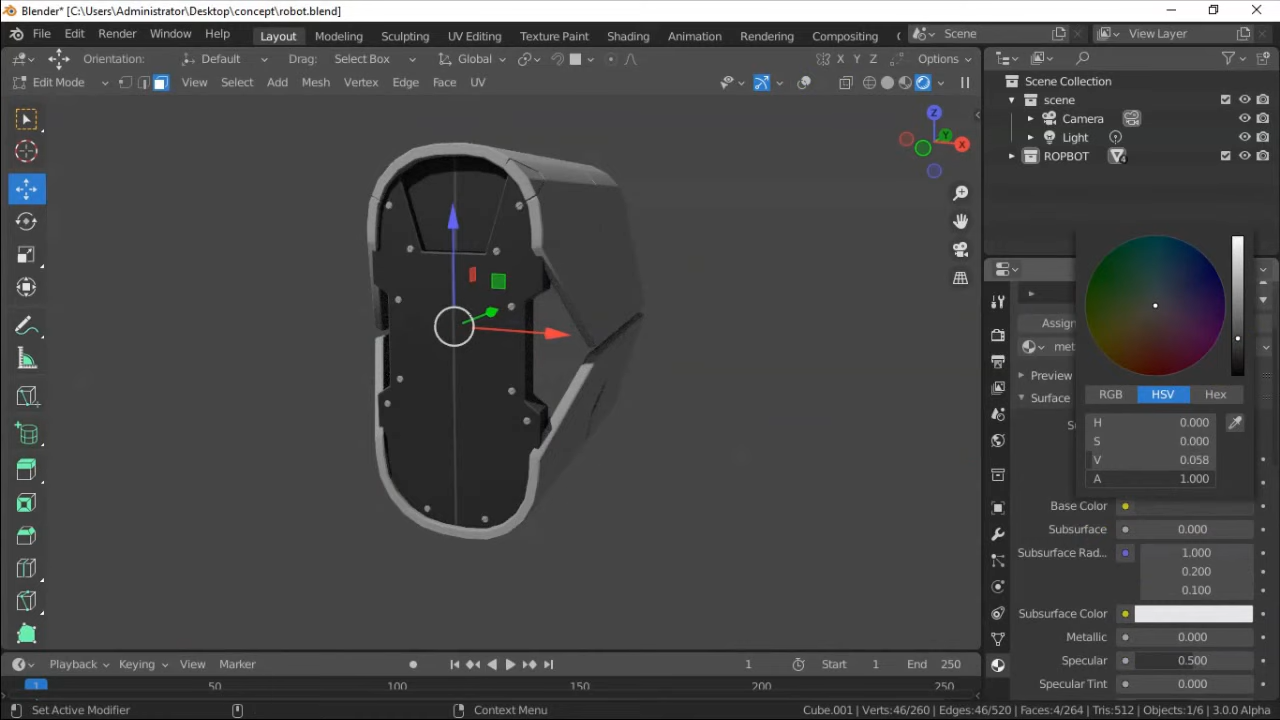 Blender* [C:\Users\Administrator\Desktop\concept\robot.blend]
File Edit Render Window Help Layout Modeling Sculpting UV Editing Texture Paint Shading Animation Rendering Compositing Scene View Layer
Orientation: Default Drag: Select Box Global X Y Z Options
Edit Mode View Select Add Mesh Vertex Edge Face UV
Scene Collection
scene
Camera
Light
ROPBOT 4
Z
Y
X
Assign
met
Preview
Surface
RGB HSV Hex
H 0.000
S 0.000
V 0.058
A 1.000
Base Color
Subsurface 0.000
Subsurface Rad... 1.000
0.200
0.100
Subsurface Color
Metallic 0.000
Specular 0.500
Specular Tint 0.000
Playback Keying View Marker 1 Start 1 End 250
1 50 100 150 200 250
Set Active Modifier Context Menu Cube.001 | Verts:46/260 | Edges:46/520 | Faces:4/264 | Tris:512 | Objects:1/6 | 3.0.0 Alpha